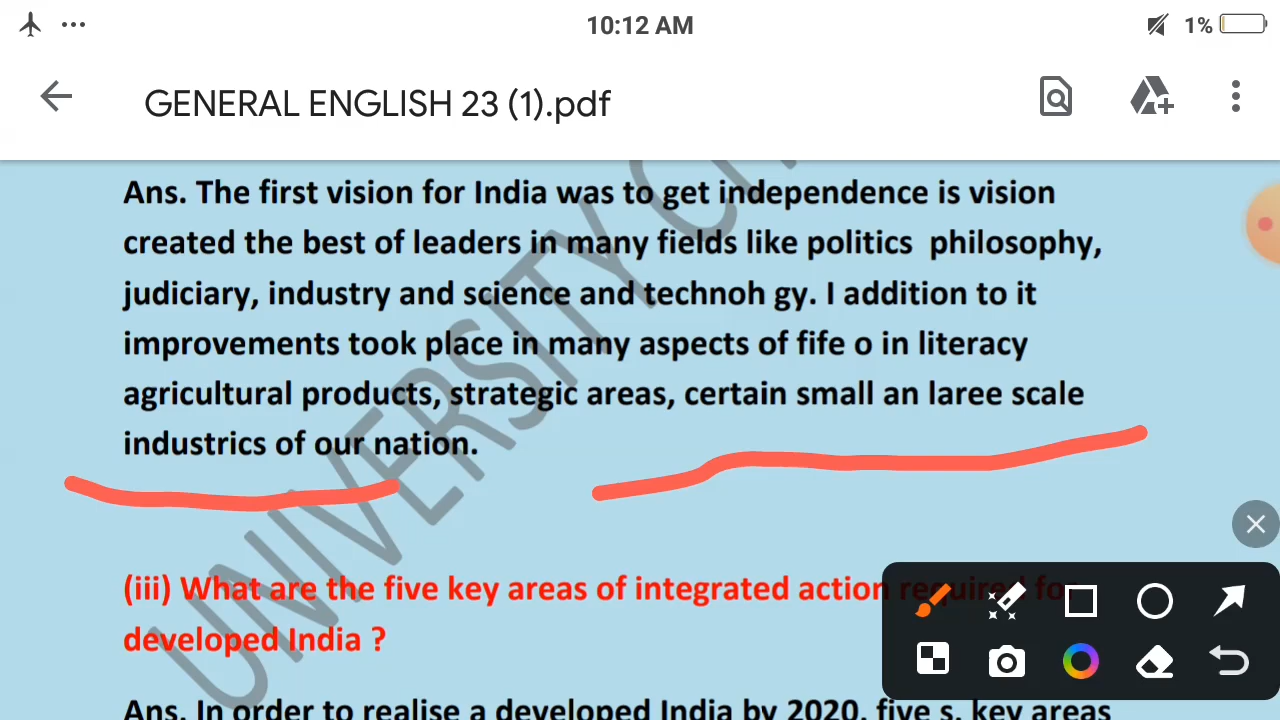 10:12 AM
1%
GENERAL ENGLISH 23 (1).pdf
Ans. The first vision for India was to get independence is vision
created the best of leaders in many fields like politics philosophy,
judiciary, industry and science and technoh gy. I addition to it
improvements took place in many aspects of fife o in literacy
agricultural products, strategic areas, certain small an laree scale
industrics of our nation.
UNIVERSITY
(iii) What are the five key areas of integrated action required for
developed India ?
Ans. In order to realise a developed India by 2020, five s. key areas